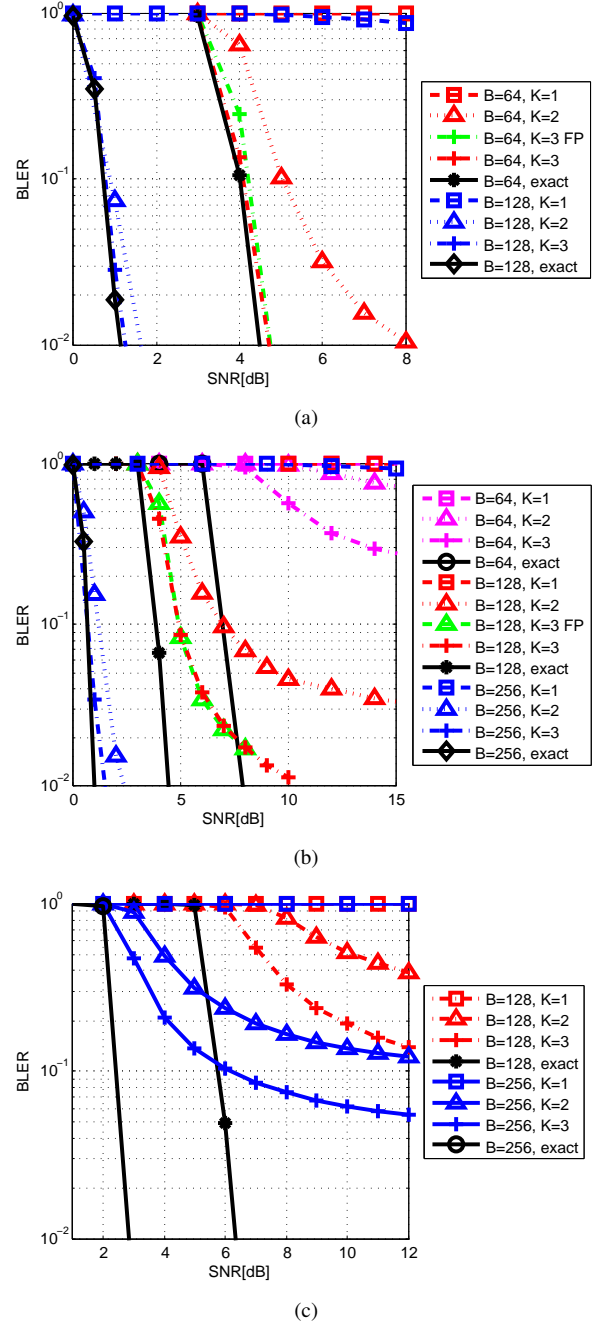 10^0
10^-1
10^-2
BLER
0 2 4 6 8
SNR[dB]
B=64, K=1
B=64, K=2
B=64, K=3 FP
B=64, K=3
B=64, exact
B=128, K=1
B=128, K=2
B=128, K=3
B=128, exact
(a)
10^0
10^-1
10^-2
BLER
0 5 10 15
SNR[dB]
B=64, K=1
B=64, K=2
B=64, K=3
B=64, exact
B=128, K=1
B=128, K=2
B=128, K=3 FP
B=128, K=3
B=128, exact
B=256, K=1
B=256, K=2
B=256, K=3
B=256, exact
(b)
10^0
10^-1
10^-2
BLER
2 4 6 8 10 12
SNR[dB]
B=128, K=1
B=128, K=2
B=128, K=3
B=128, exact
B=256, K=1
B=256, K=2
B=256, K=3
B=256, exact
(c)